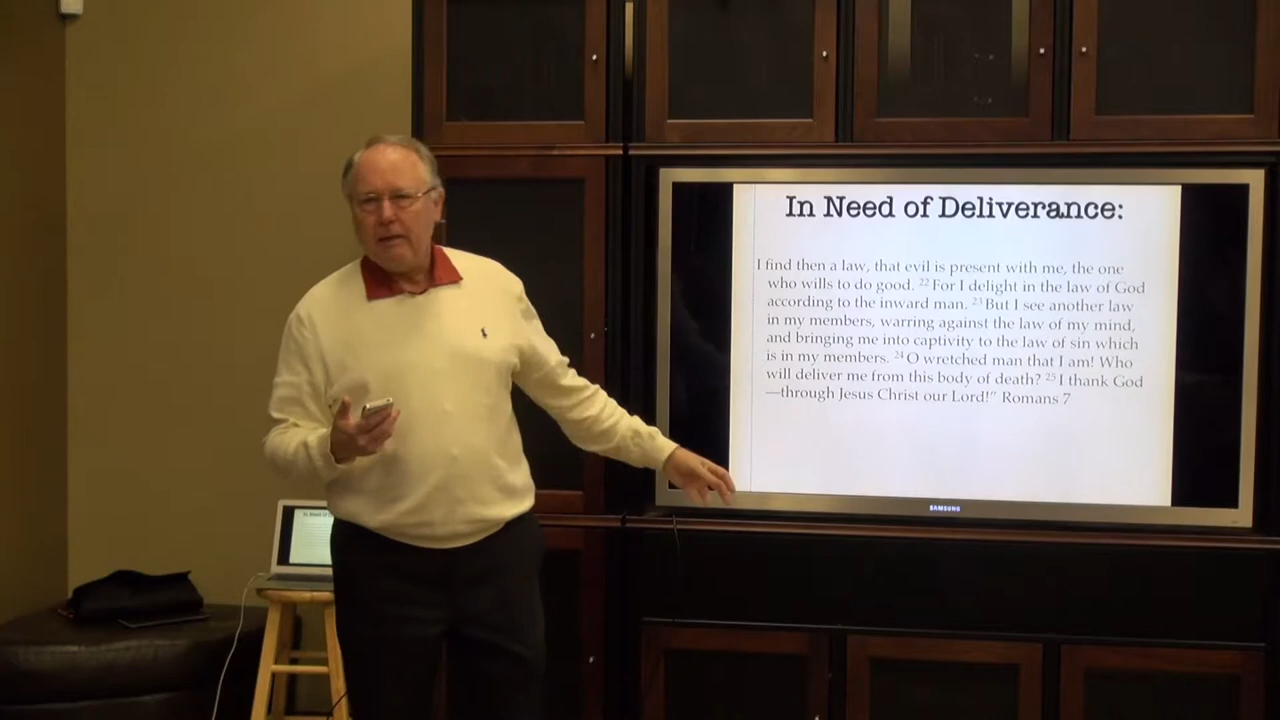 In Need of Deliverance:
I find then a law, that evil is present with me, the one
who wills to do good. 22 For I delight in the law of God
according to the inward man. 23 But I see another law
in my members, warring against the law of my mind,
and bringing me into captivity to the law of sin which
is in my members. 24 O wretched man that I am! Who
will deliver me from this body of death? 25 I thank God
—through Jesus Christ our Lord!” Romans 7
SAMSUNG